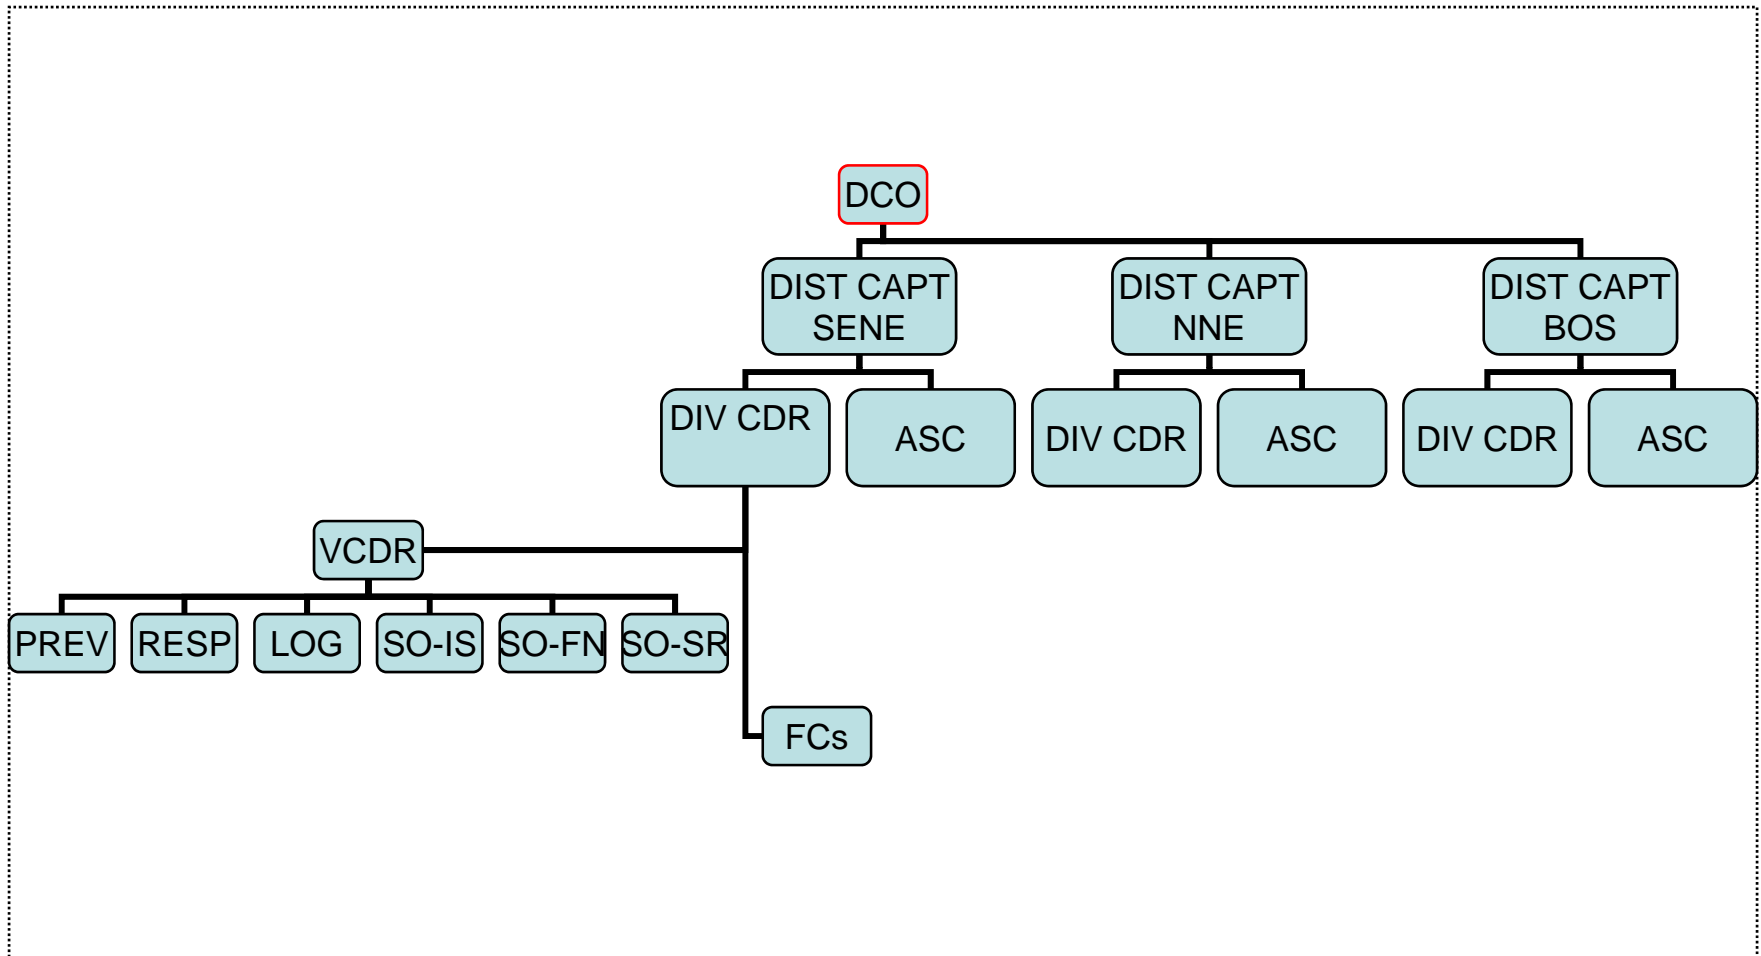 DCO
DIST CAPT
SENE
DIST CAPT
NNE
DIST CAPT
BOS
DIV CDR
ASC
DIV CDR
ASC
DIV CDR
ASC
VCDR
PREV
RESP
LOG
SO-IS
SO-FN
SO-SR
FCs